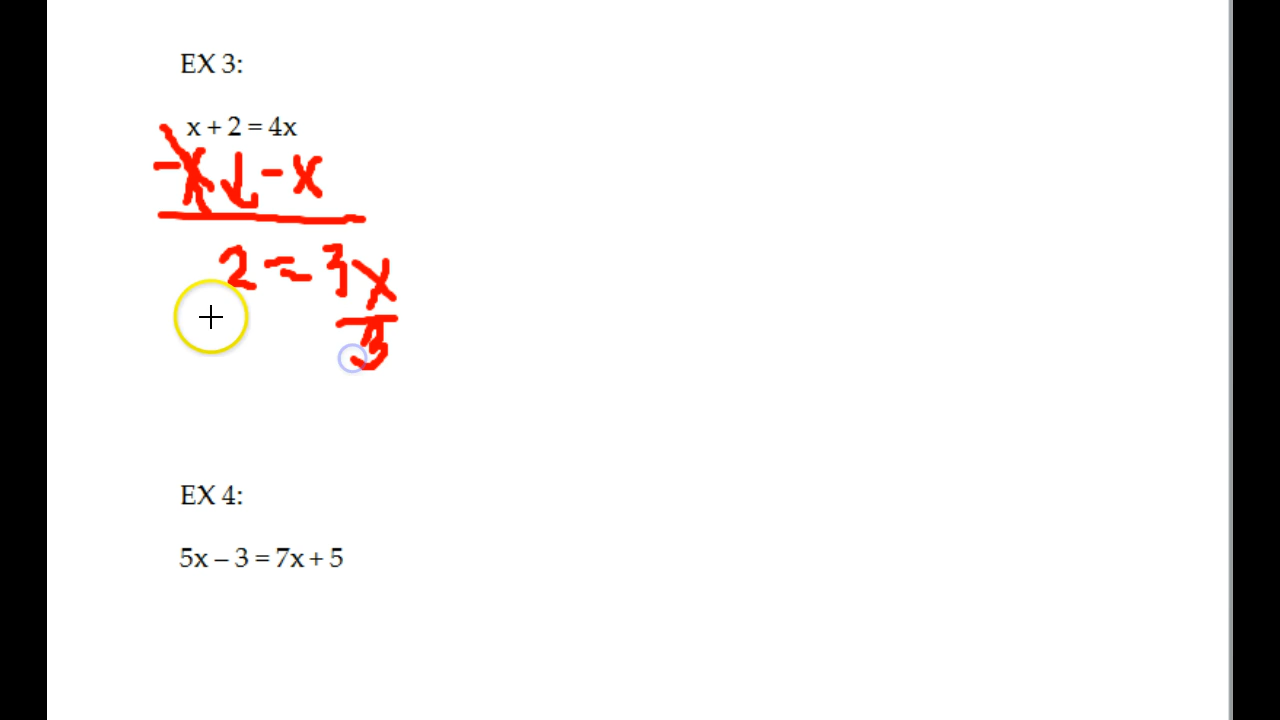 EX 3:
x + 2 = 4x
-x ↓ -x
2 = 3x
3
EX 4:
5x – 3 = 7x + 5